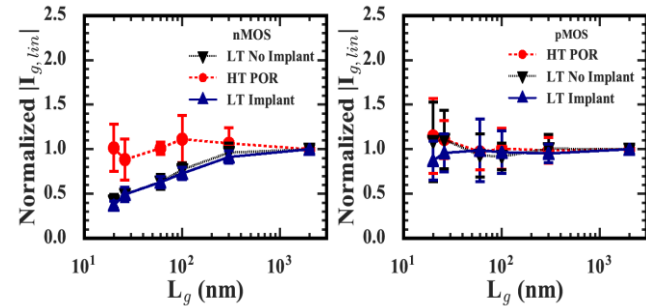 Normalized |I_{g, lin}|
2.5
2.0
1.5
1.0
0.5
0.0
nMOS
LT No Implant
HT POR
LT Implant
10^1
10^2
10^3
L_g (nm)
Normalized |I_{g, lin}|
2.5
2.0
1.5
1.0
0.5
0.0
pMOS
HT POR
LT No Implant
LT Implant
10^1
10^2
10^3
L_g (nm)